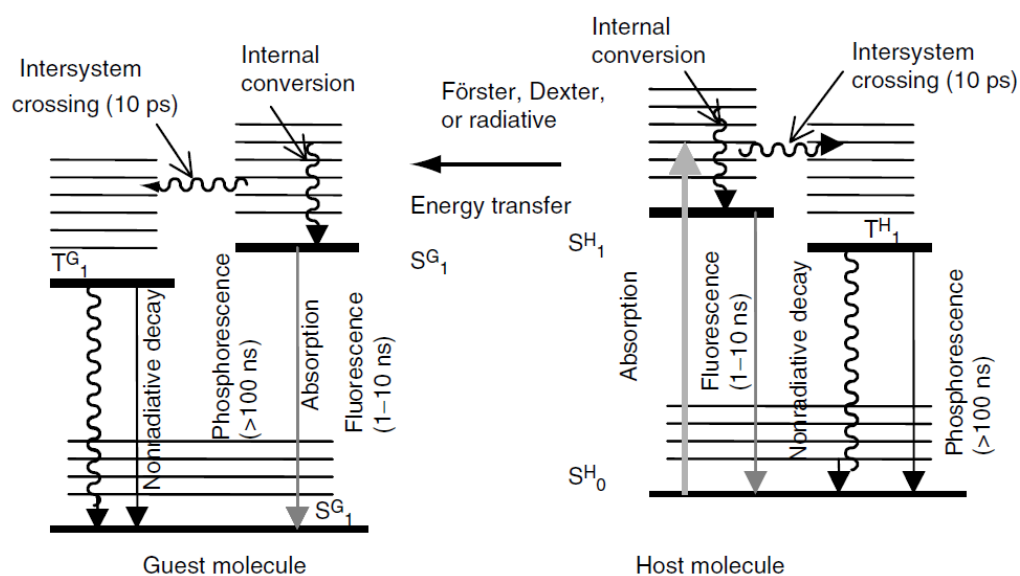 Intersystem
crossing (10 ps)
Internal
conversion
Förster, Dexter,
or radiative
Energy transfer
Internal
conversion
Intersystem
crossing (10 ps)
Tᴳ₁
Sᴳ₁
Nonradiative decay
Phosphorescence
(>100 ns)
Absorption
Fluorescence
(1–10 ns)
Sᴳ₁
Guest molecule
Sᴴ₁
Tᴴ₁
Absorption
Fluorescence
(1–10 ns)
Nonradiative decay
Phosphorescence
(>100 ns)
Sᴴ₀
Host molecule